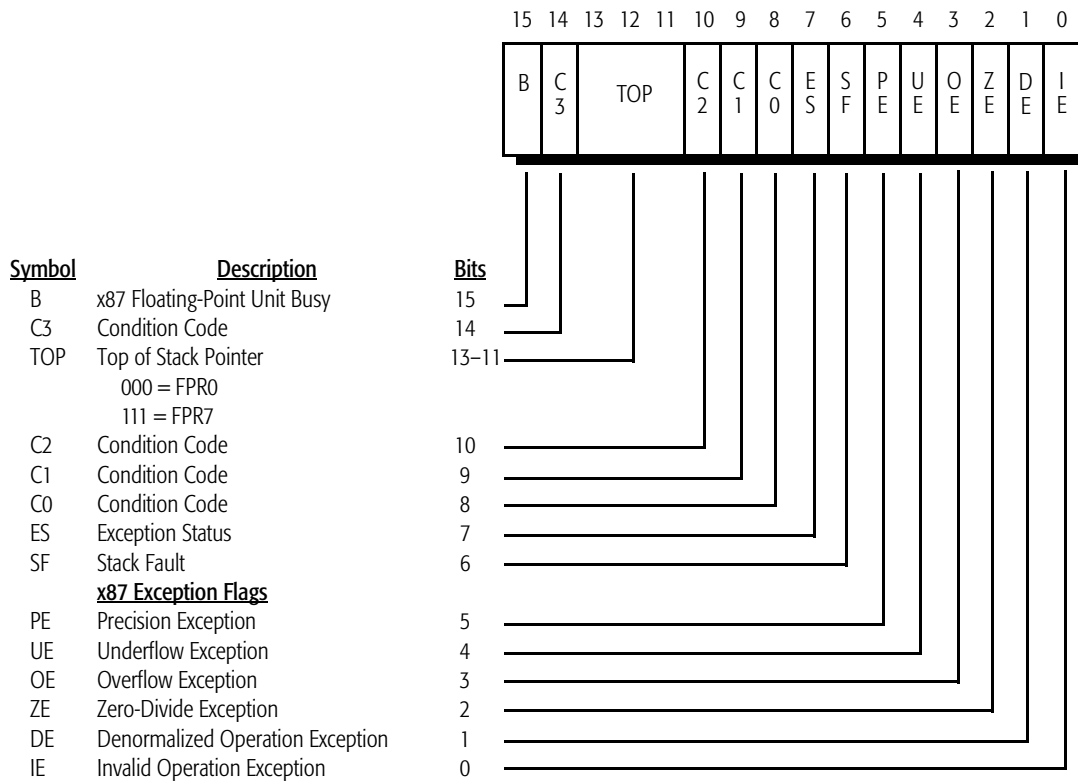 15 14 13 12 11 10 9 8 7 6 5 4 3 2 1 0
B C3 TOP C2 C1 C0 ES SF PE UE OE ZE DE IE
Symbol Description Bits
B x87 Floating-Point Unit Busy 15
C3 Condition Code 14
TOP Top of Stack Pointer 13–11
000 = FPR0
111 = FPR7
C2 Condition Code 10
C1 Condition Code 9
C0 Condition Code 8
ES Exception Status 7
SF Stack Fault 6
x87 Exception Flags
PE Precision Exception 5
UE Underflow Exception 4
OE Overflow Exception 3
ZE Zero-Divide Exception 2
DE Denormalized Operation Exception 1
IE Invalid Operation Exception 0